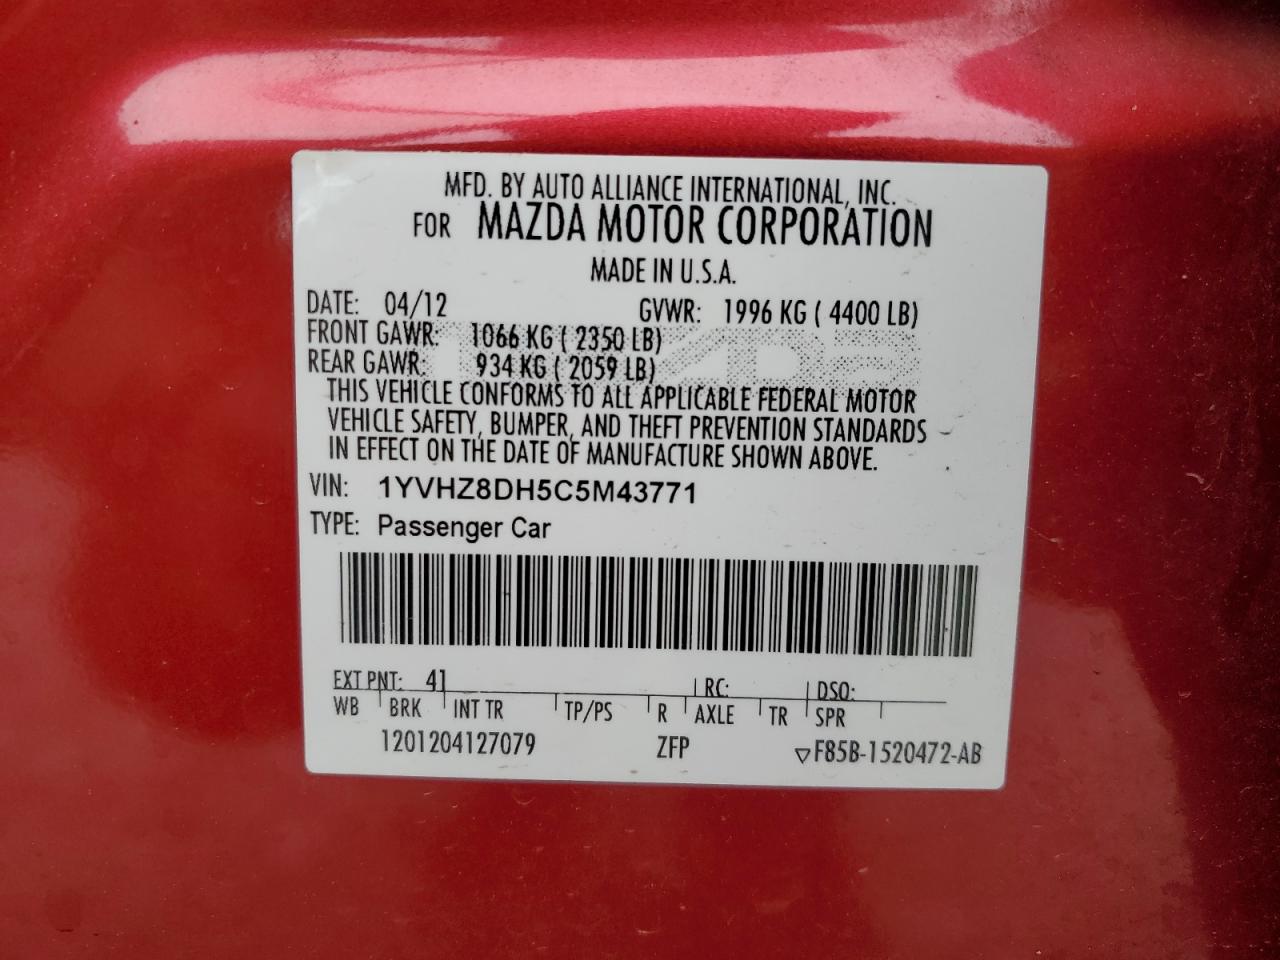 MFD. BY AUTO ALLIANCE INTERNATIONAL, INC.
FOR MAZDA MOTOR CORPORATION
MADE IN U.S.A.
DATE: 04/12 GVWR: 1996 KG ( 4400 LB)
FRONT GAWR: 1066 KG ( 2350 LB)
REAR GAWR: 934 KG ( 2059 LB)
THIS VEHICLE CONFORMS TO ALL APPLICABLE FEDERAL MOTOR
VEHICLE SAFETY, BUMPER, AND THEFT PREVENTION STANDARDS
IN EFFECT ON THE DATE OF MANUFACTURE SHOWN ABOVE.
VIN: 1YVHZ8DH5C5M43771
TYPE: Passenger Car
EXT PNT: 41 RC: DSO:
WB BRK INT TR TP/PS R AXLE TR SPR
1201204127079 ZFP ▽F85B-1520472-AB